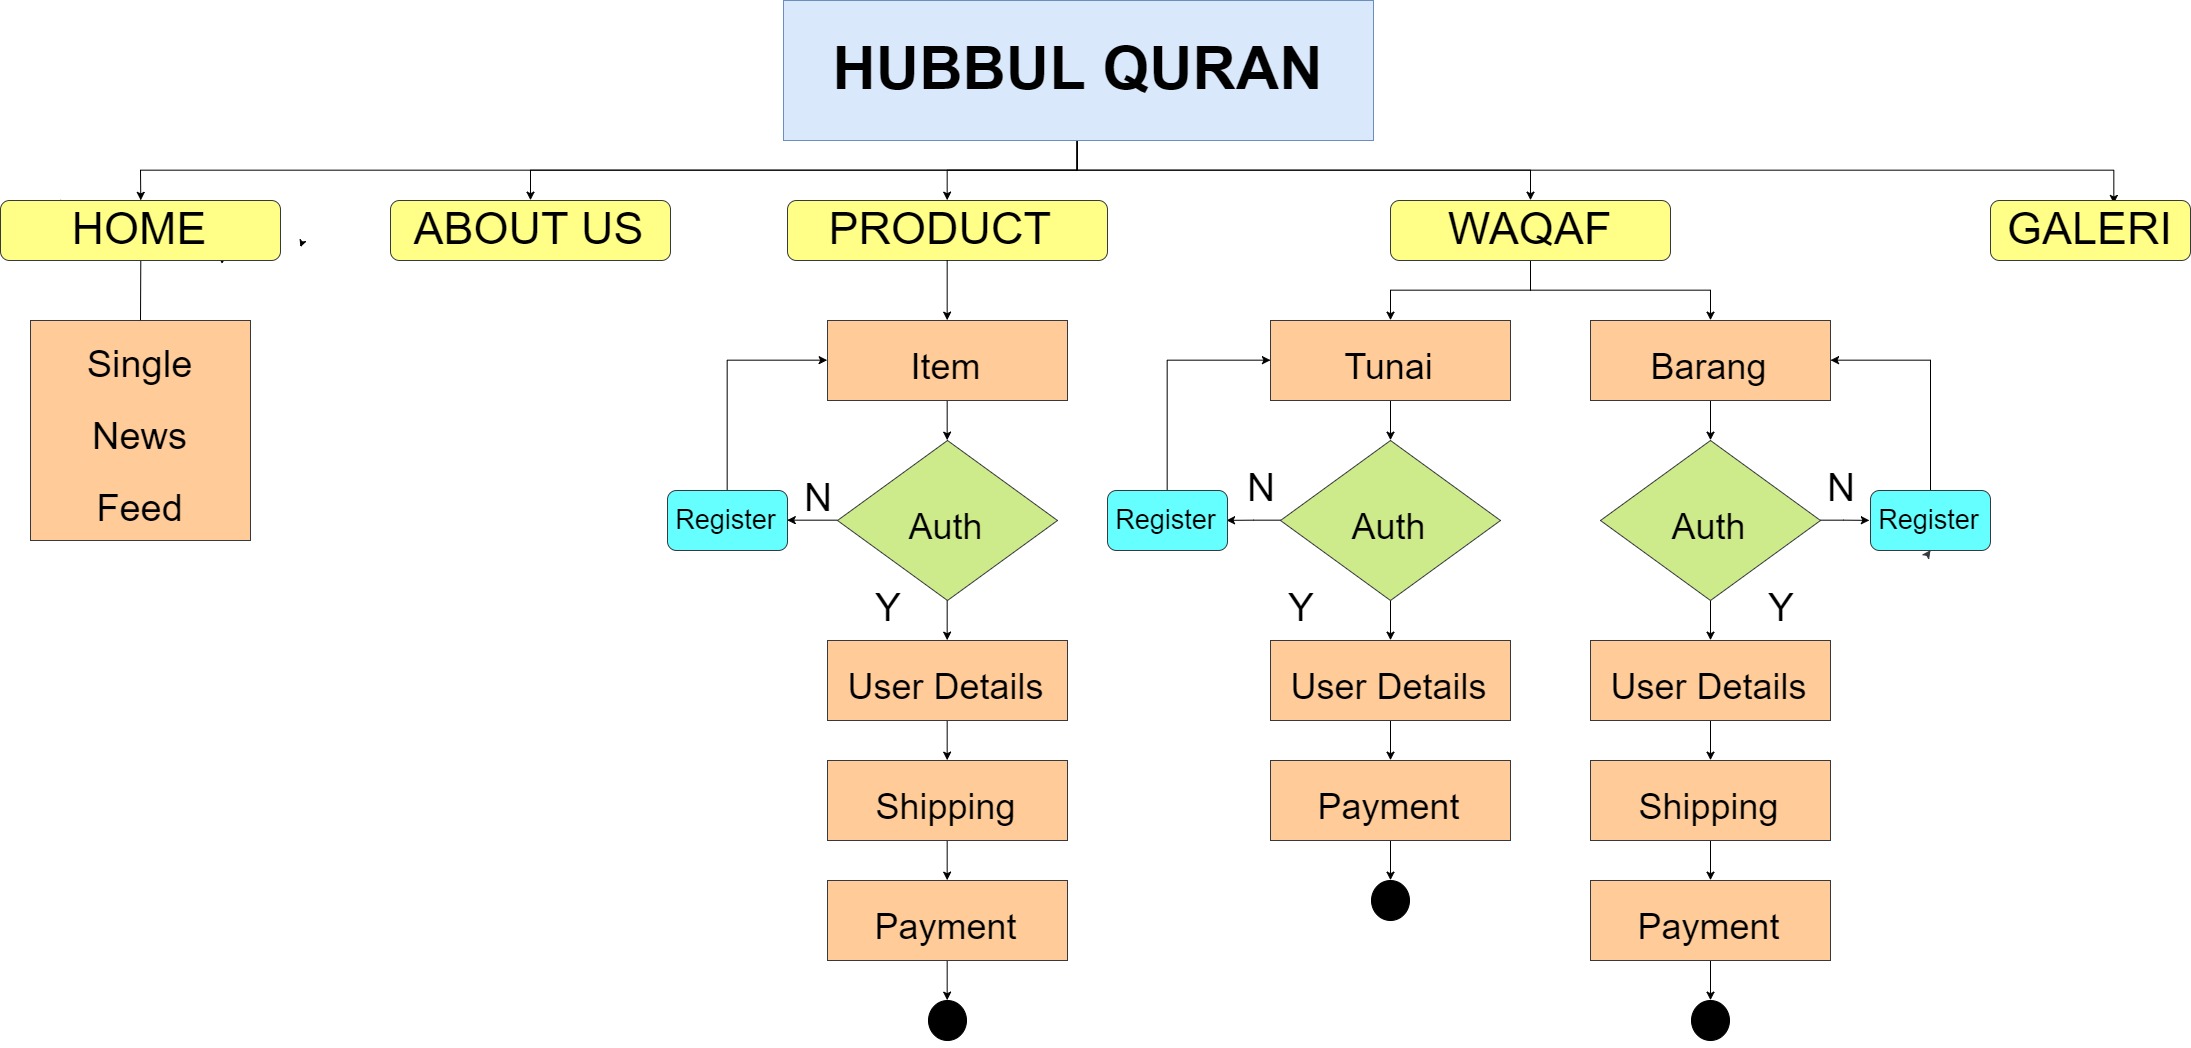 HUBBUL QURAN
HOME
ABOUT US
PRODUCT
WAQAF
GALERI
Single
News
Feed
Item
Tunai
Barang
Register
N
Auth
Register
N
Auth
Auth
N
Register
Y
Y
Y
User Details
User Details
User Details
Shipping
Payment
Shipping
Payment
Payment